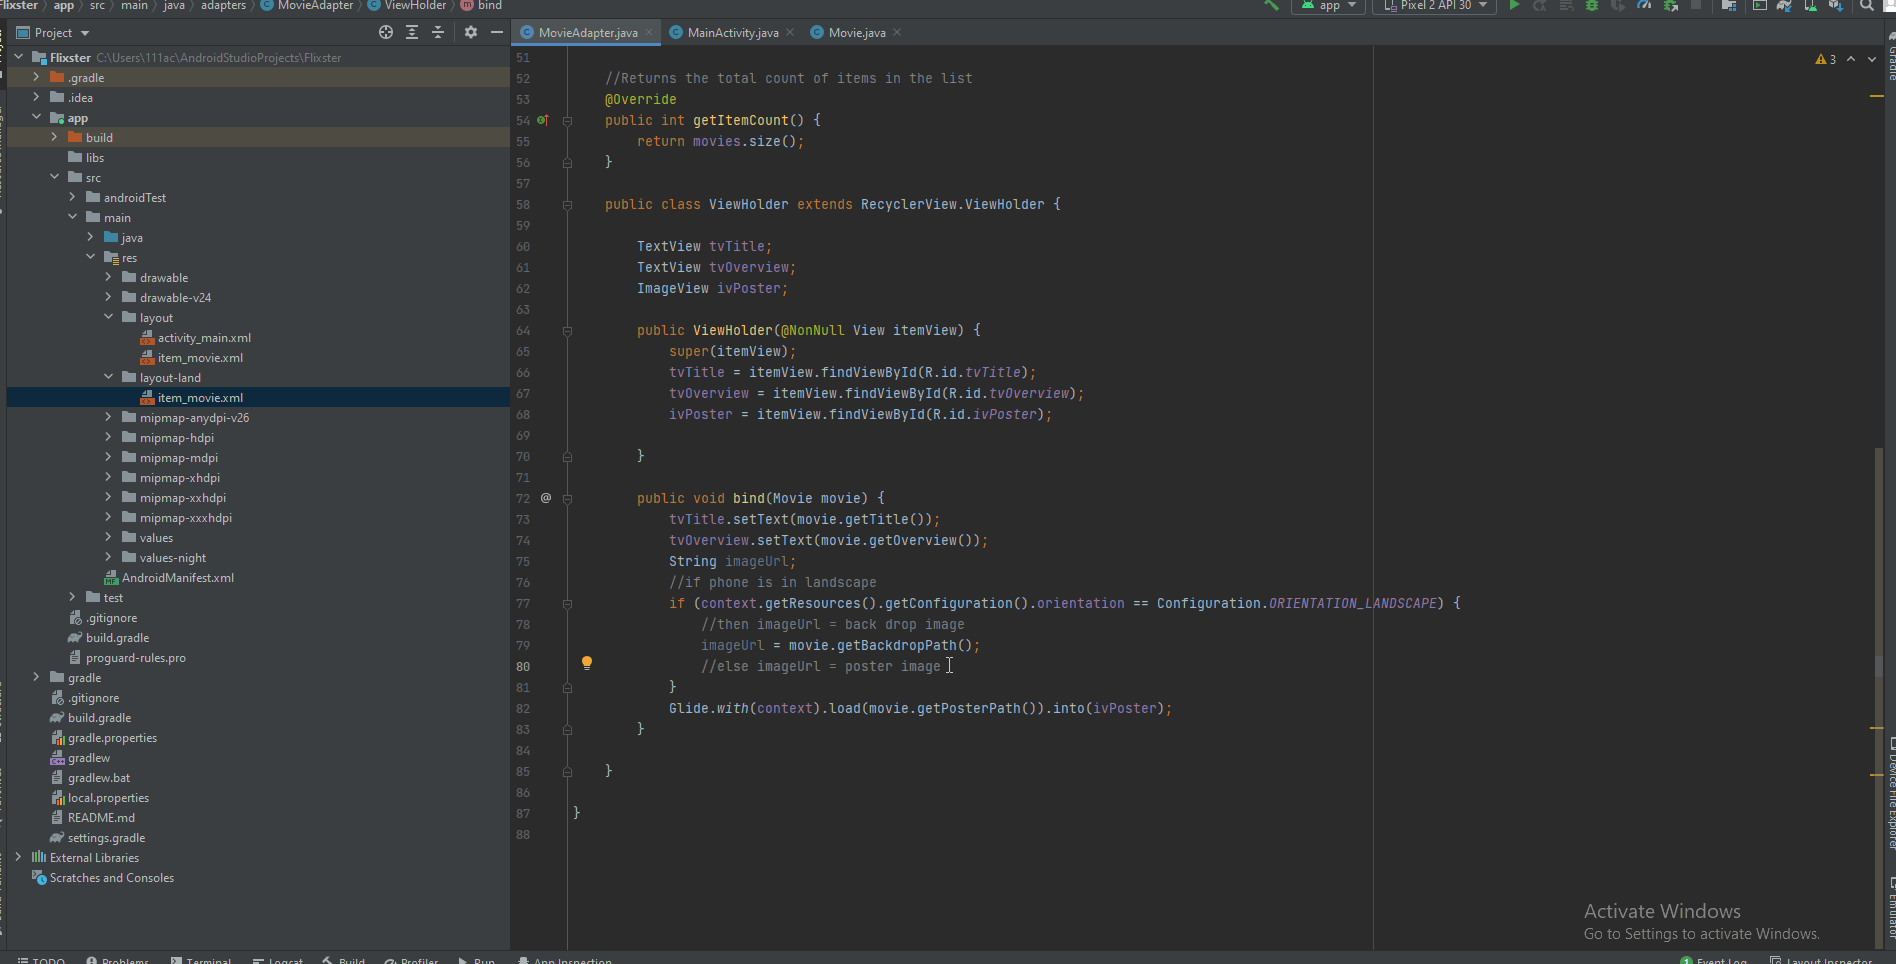 Flixster › app › src › main › java › adapters › MovieAdapter › ViewHolder › bind
app
Pixel 2 API 30
Project
MovieAdapter.java
MainActivity.java
Movie.java
Flixster C:\Users\111ac\AndroidStudioProjects\Flixster
.gradle
.idea
app
build
libs
src
androidTest
main
java
res
drawable
drawable-v24
layout
activity_main.xml
item_movie.xml
layout-land
item_movie.xml
mipmap-anydpi-v26
mipmap-hdpi
mipmap-mdpi
mipmap-xhdpi
mipmap-xxhdpi
mipmap-xxxhdpi
values
values-night
AndroidManifest.xml
test
.gitignore
build.gradle
proguard-rules.pro
gradle
.gitignore
build.gradle
gradle.properties
gradlew
gradlew.bat
local.properties
README.md
settings.gradle
External Libraries
Scratches and Consoles
3
51
52 //Returns the total count of items in the list
53 @Override
54 public int getItemCount() {
55 return movies.size();
56 }
57
58 public class ViewHolder extends RecyclerView.ViewHolder {
59
60 TextView tvTitle;
61 TextView tvOverview;
62 ImageView ivPoster;
63
64 public ViewHolder(@NonNull View itemView) {
65 super(itemView);
66 tvTitle = itemView.findViewById(R.id.tvTitle);
67 tvOverview = itemView.findViewById(R.id.tvOverview);
68 ivPoster = itemView.findViewById(R.id.ivPoster);
69
70 }
71
72 @ public void bind(Movie movie) {
73 tvTitle.setText(movie.getTitle());
74 tvOverview.setText(movie.getOverview());
75 String imageUrl;
76 //if phone is in landscape
77 if (context.getResources().getConfiguration().orientation == Configuration.ORIENTATION_LANDSCAPE) {
78 //then imageUrl = back drop image
79 imageUrl = movie.getBackdropPath();
80 //else imageUrl = poster image
81 }
82 Glide.with(context).load(movie.getPosterPath()).into(ivPoster);
83 }
84
85 }
86
87 }
88
Gradle
Device File Explorer
Emulator
Activate Windows
Go to Settings to activate Windows.
TODO
Problems
Terminal
Logcat
Build
Profiler
Run
App Inspection
1 Event Log
Layout Inspector